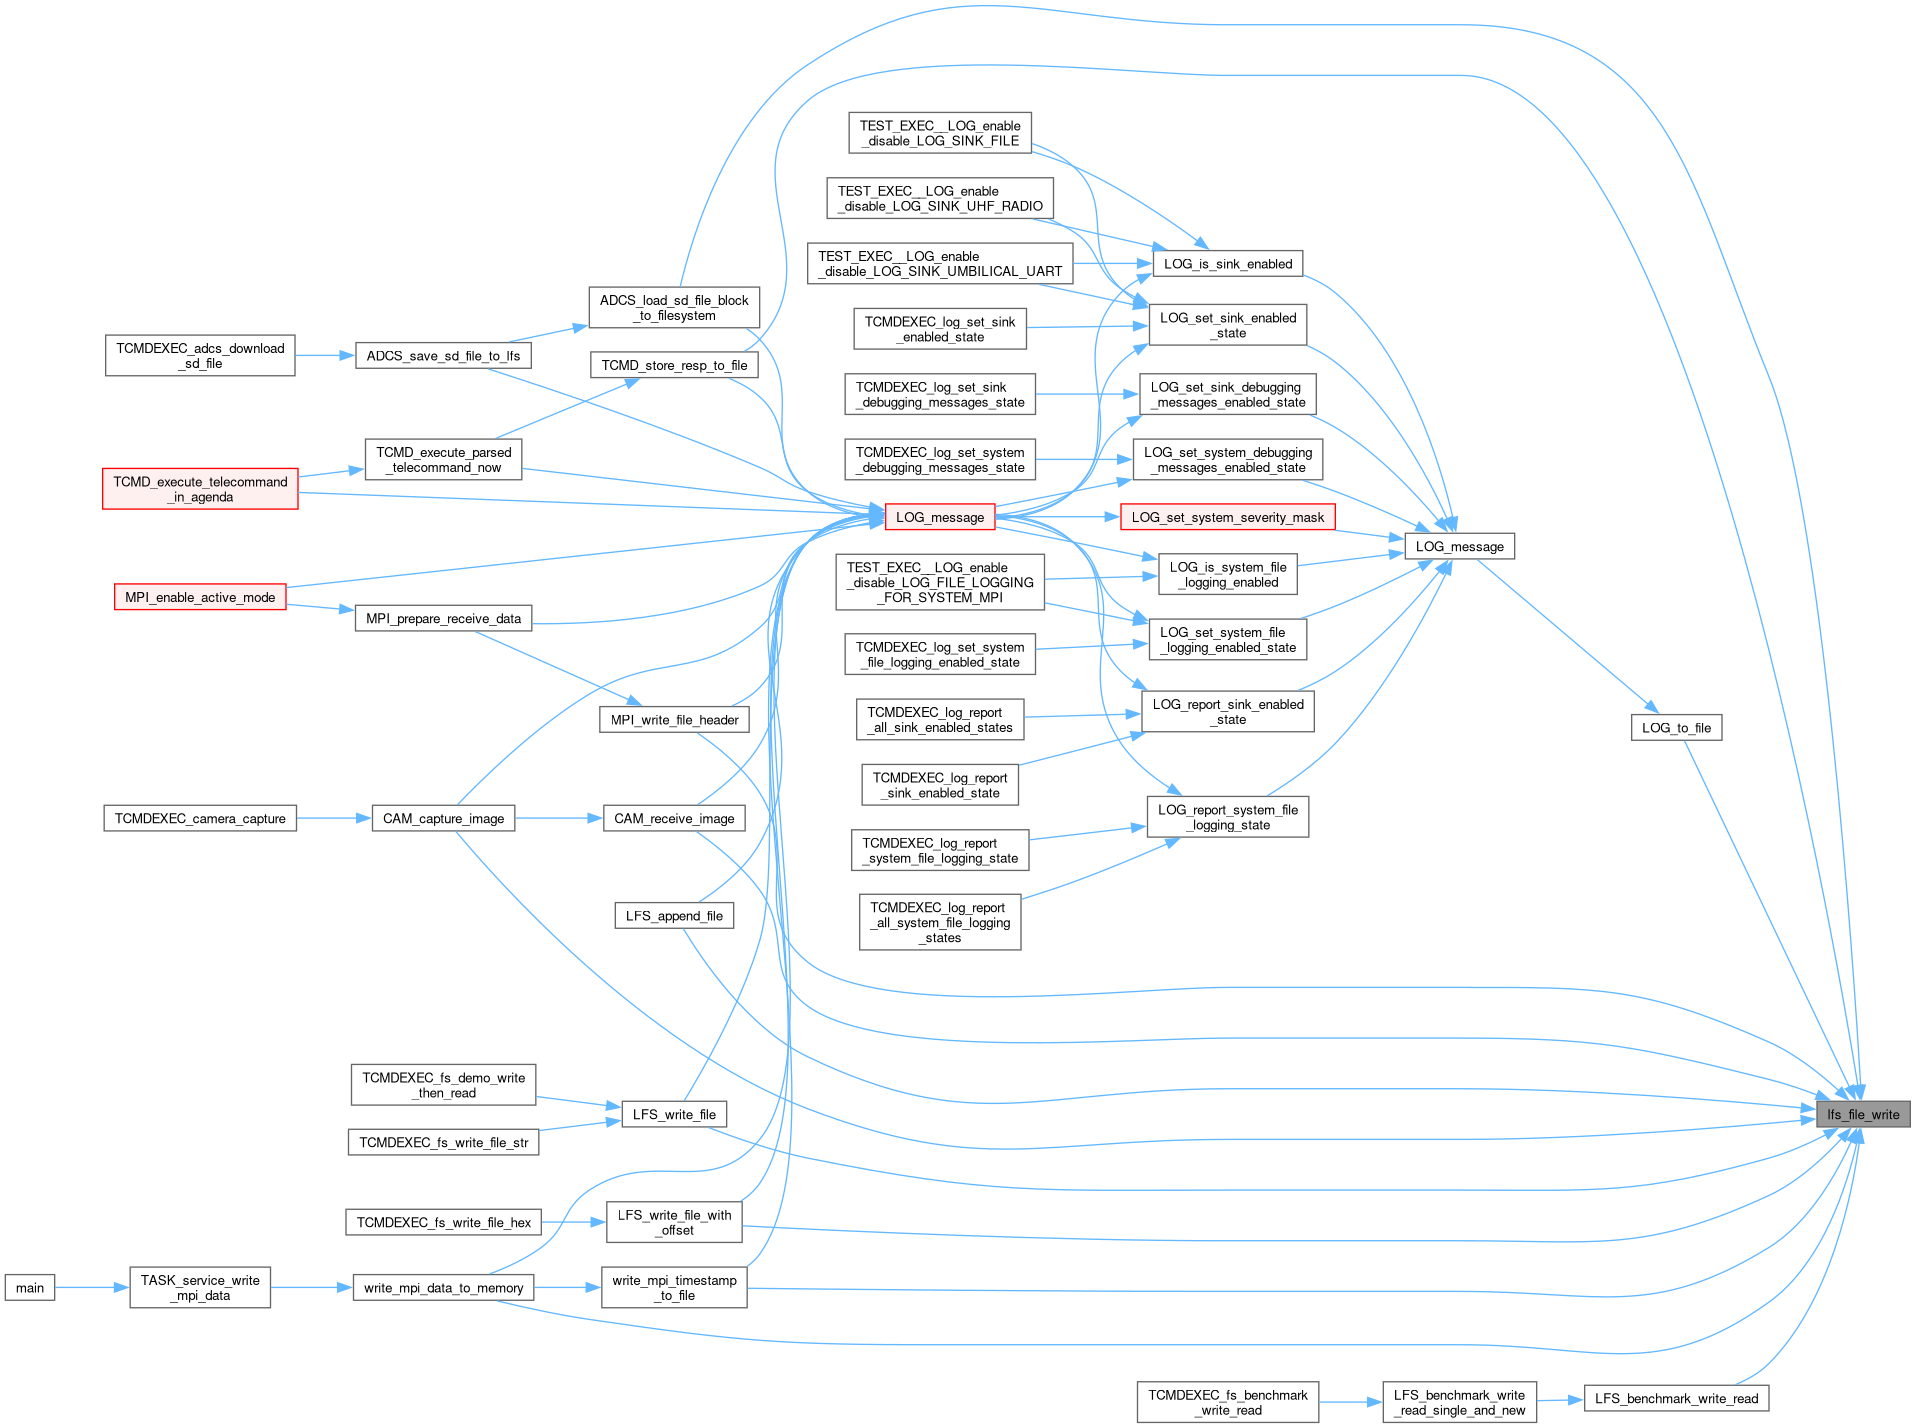 TEST_EXEC__LOG_enable
_disable_LOG_SINK_FILE
TEST_EXEC__LOG_enable
_disable_LOG_SINK_UHF_RADIO
TEST_EXEC__LOG_enable
_disable_LOG_SINK_UMBILICAL_UART
LOG_is_sink_enabled
ADCS_load_sd_file_block
_to_filesystem
TCMDEXEC_log_set_sink
_enabled_state
LOG_set_sink_enabled
_state
TCMDEXEC_adcs_download
_sd_file
ADCS_save_sd_file_to_lfs
TCMD_store_resp_to_file
TCMDEXEC_log_set_sink
_debugging_messages_state
LOG_set_sink_debugging
_messages_enabled_state
TCMD_execute_parsed
_telecommand_now
TCMDEXEC_log_set_system
_debugging_messages_state
LOG_set_system_debugging
_messages_enabled_state
TCMD_execute_telecommand
_in_agenda
LOG_message
LOG_set_system_severity_mask
LOG_message
TEST_EXEC__LOG_enable
_disable_LOG_FILE_LOGGING
_FOR_SYSTEM_MPI
LOG_is_system_file
_logging_enabled
MPI_enable_active_mode
MPI_prepare_receive_data
TCMDEXEC_log_set_system
_file_logging_enabled_state
LOG_set_system_file
_logging_enabled_state
MPI_write_file_header
TCMDEXEC_log_report
_all_sink_enabled_states
LOG_report_sink_enabled
_state
LOG_to_file
TCMDEXEC_log_report
_sink_enabled_state
TCMDEXEC_camera_capture
CAM_capture_image
CAM_receive_image
LOG_report_system_file
_logging_state
TCMDEXEC_log_report
_system_file_logging_state
LFS_append_file
TCMDEXEC_log_report
_all_system_file_logging
_states
TCMDEXEC_fs_demo_write
_then_read
LFS_write_file
lfs_file_write
TCMDEXEC_fs_write_file_str
TCMDEXEC_fs_write_file_hex
LFS_write_file_with
_offset
main
TASK_service_write
_mpi_data
write_mpi_data_to_memory
write_mpi_timestamp
_to_file
TCMDEXEC_fs_benchmark
_write_read
LFS_benchmark_write
_read_single_and_new
LFS_benchmark_write_read